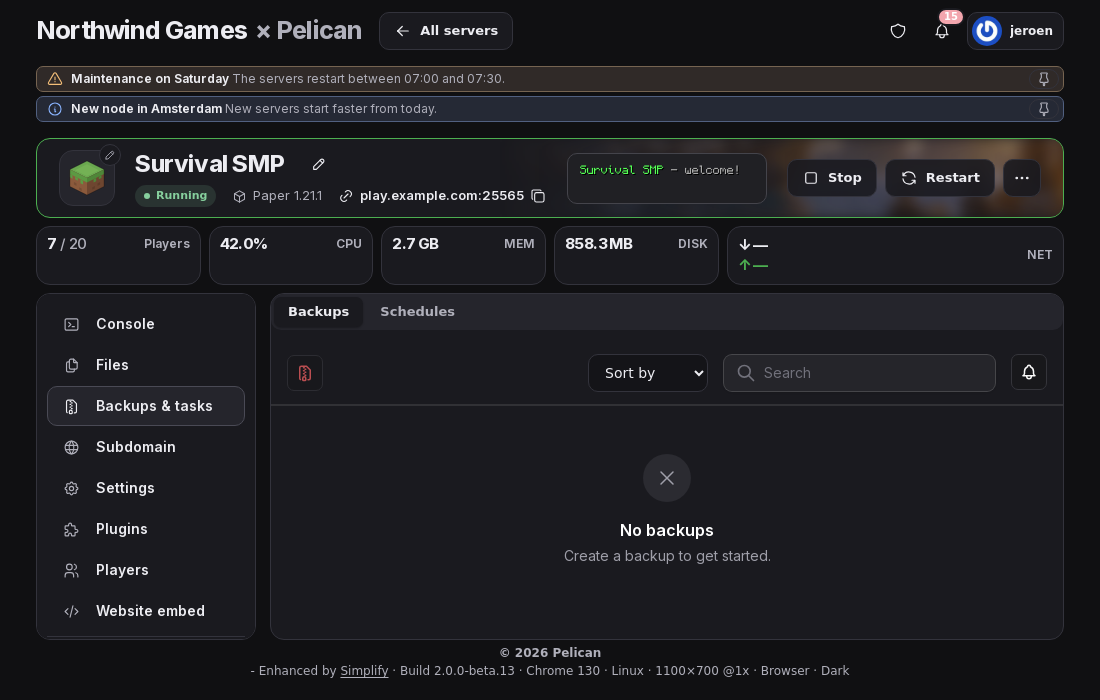 Northwind Games × Pelican
All servers
15
jeroen
Maintenance on Saturday The servers restart between 07:00 and 07:30.
New node in Amsterdam New servers start faster from today.
Survival SMP
Running
Paper 1.21.1
play.example.com:25565
Survival SMP — welcome!
Stop
Restart
7 / 20
Players
42.0%
CPU
2.7 GB
MEM
858.3 MB
DISK
↓—
↑—
NET
Console
Files
Backups & tasks
Subdomain
Settings
Plugins
Players
Website embed
Backups
Schedules
Sort by
Search
No backups
Create a backup to get started.
© 2026 Pelican
- Enhanced by Simplify · Build 2.0.0-beta.13 · Chrome 130 · Linux · 1100×700 @1x · Browser · Dark